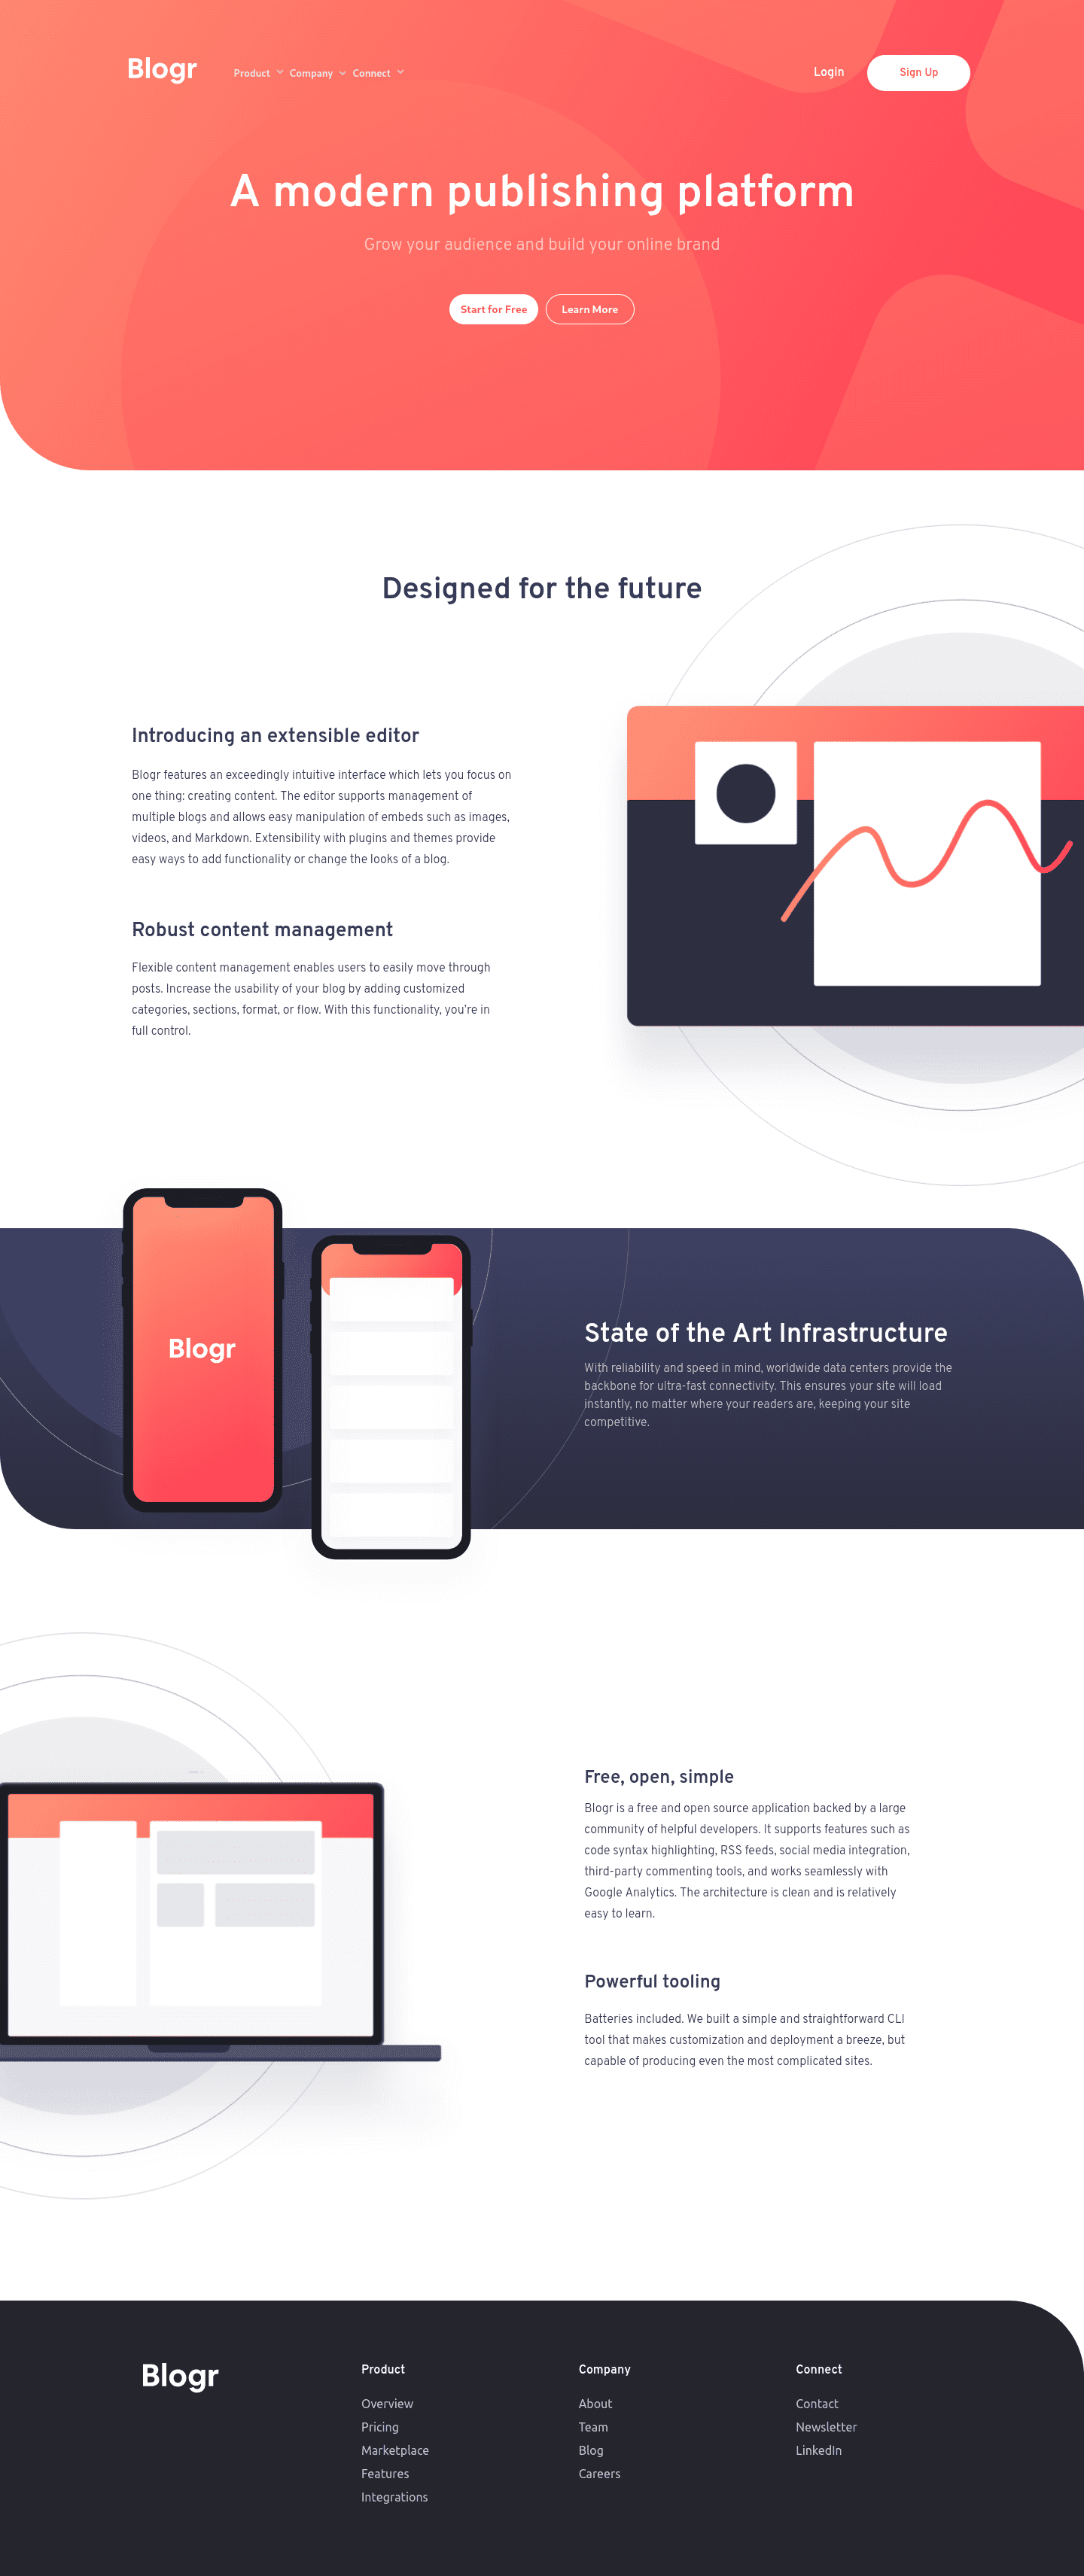 Blogr
Product Company Connect
Login
Sign Up
A modern publishing platform
Grow your audience and build your online brand
Start for Free
Learn More
Designed for the future
Introducing an extensible editor
Blogr features an exceedingly intuitive interface which lets you focus on
one thing: creating content. The editor supports management of
multiple blogs and allows easy manipulation of embeds such as images,
videos, and Markdown. Extensibility with plugins and themes provide
easy ways to add functionality or change the looks of a blog.
Robust content management
Flexible content management enables users to easily move through
posts. Increase the usability of your blog by adding customized
categories, sections, format, or flow. With this functionality, you're in
full control.
Blogr
State of the Art Infrastructure
With reliability and speed in mind, worldwide data centers provide the
backbone for ultra-fast connectivity. This ensures your site will load
instantly, no matter where your readers are, keeping your site
competitive.
Free, open, simple
Blogr is a free and open source application backed by a large
community of helpful developers. It supports features such as
code syntax highlighting, RSS feeds, social media integration,
third-party commenting tools, and works seamlessly with
Google Analytics. The architecture is clean and is relatively
easy to learn.
Powerful tooling
Batteries included. We built a simple and straightforward CLI
tool that makes customization and deployment a breeze, but
capable of producing even the most complicated sites.
Blogr
Product
Overview
Pricing
Marketplace
Features
Integrations
Company
About
Team
Blog
Careers
Connect
Contact
Newsletter
LinkedIn